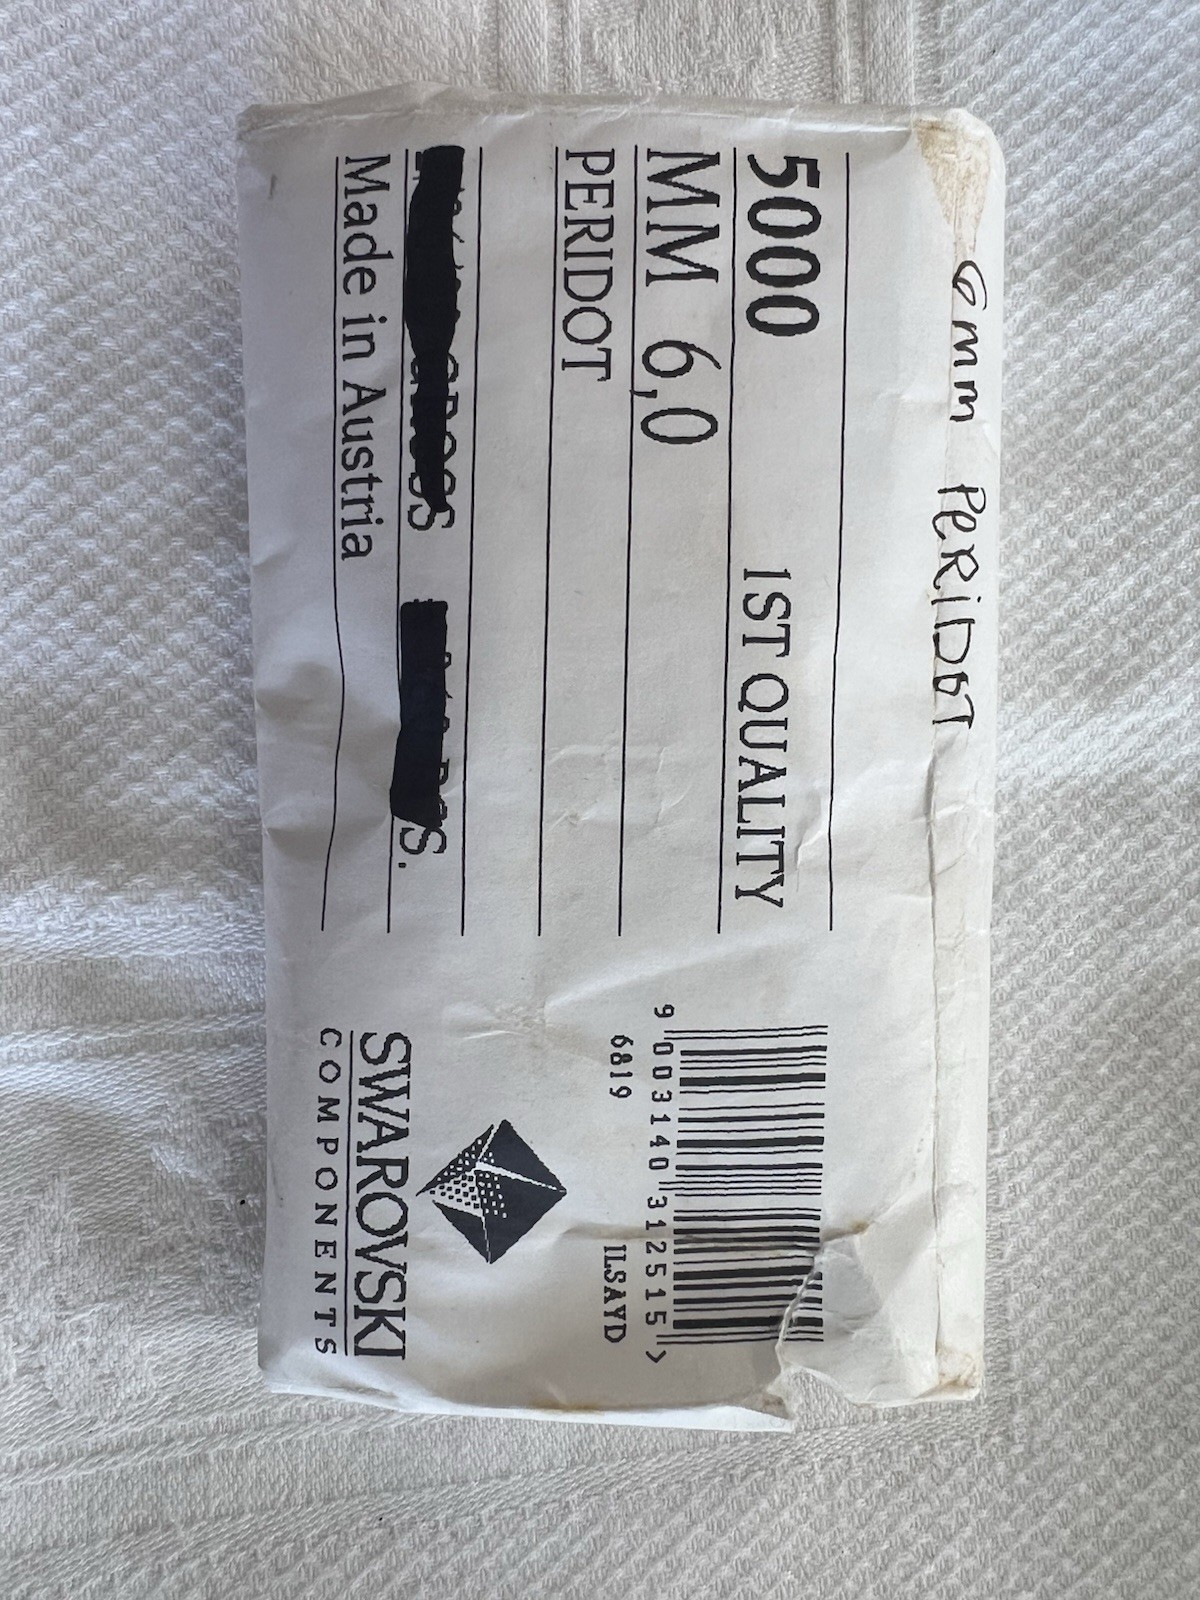 6mm PeRiDOT
5000 1ST QUALITY
MM 6,0
PERIDOT
Made in Austria
9 003140 312515 >
6819 ILSAYD
SWAROVSKI
COMPONENTS